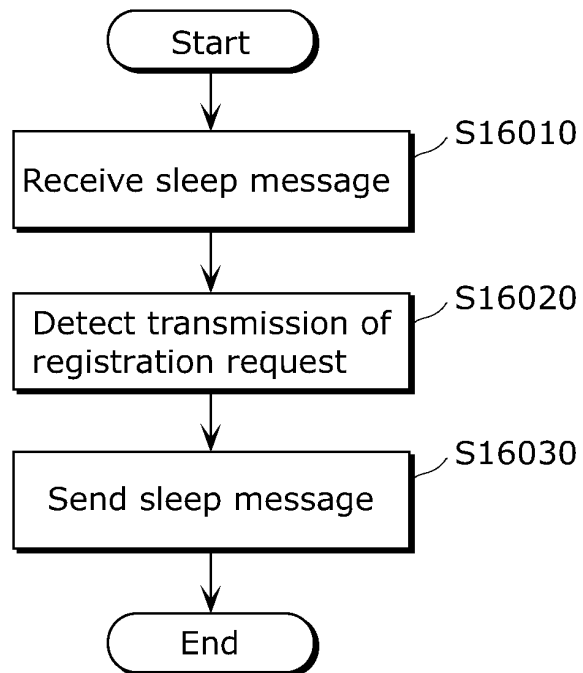 Start
S16010
Receive sleep message
S16020
Detect transmission of
registration request
S16030
Send sleep message
End